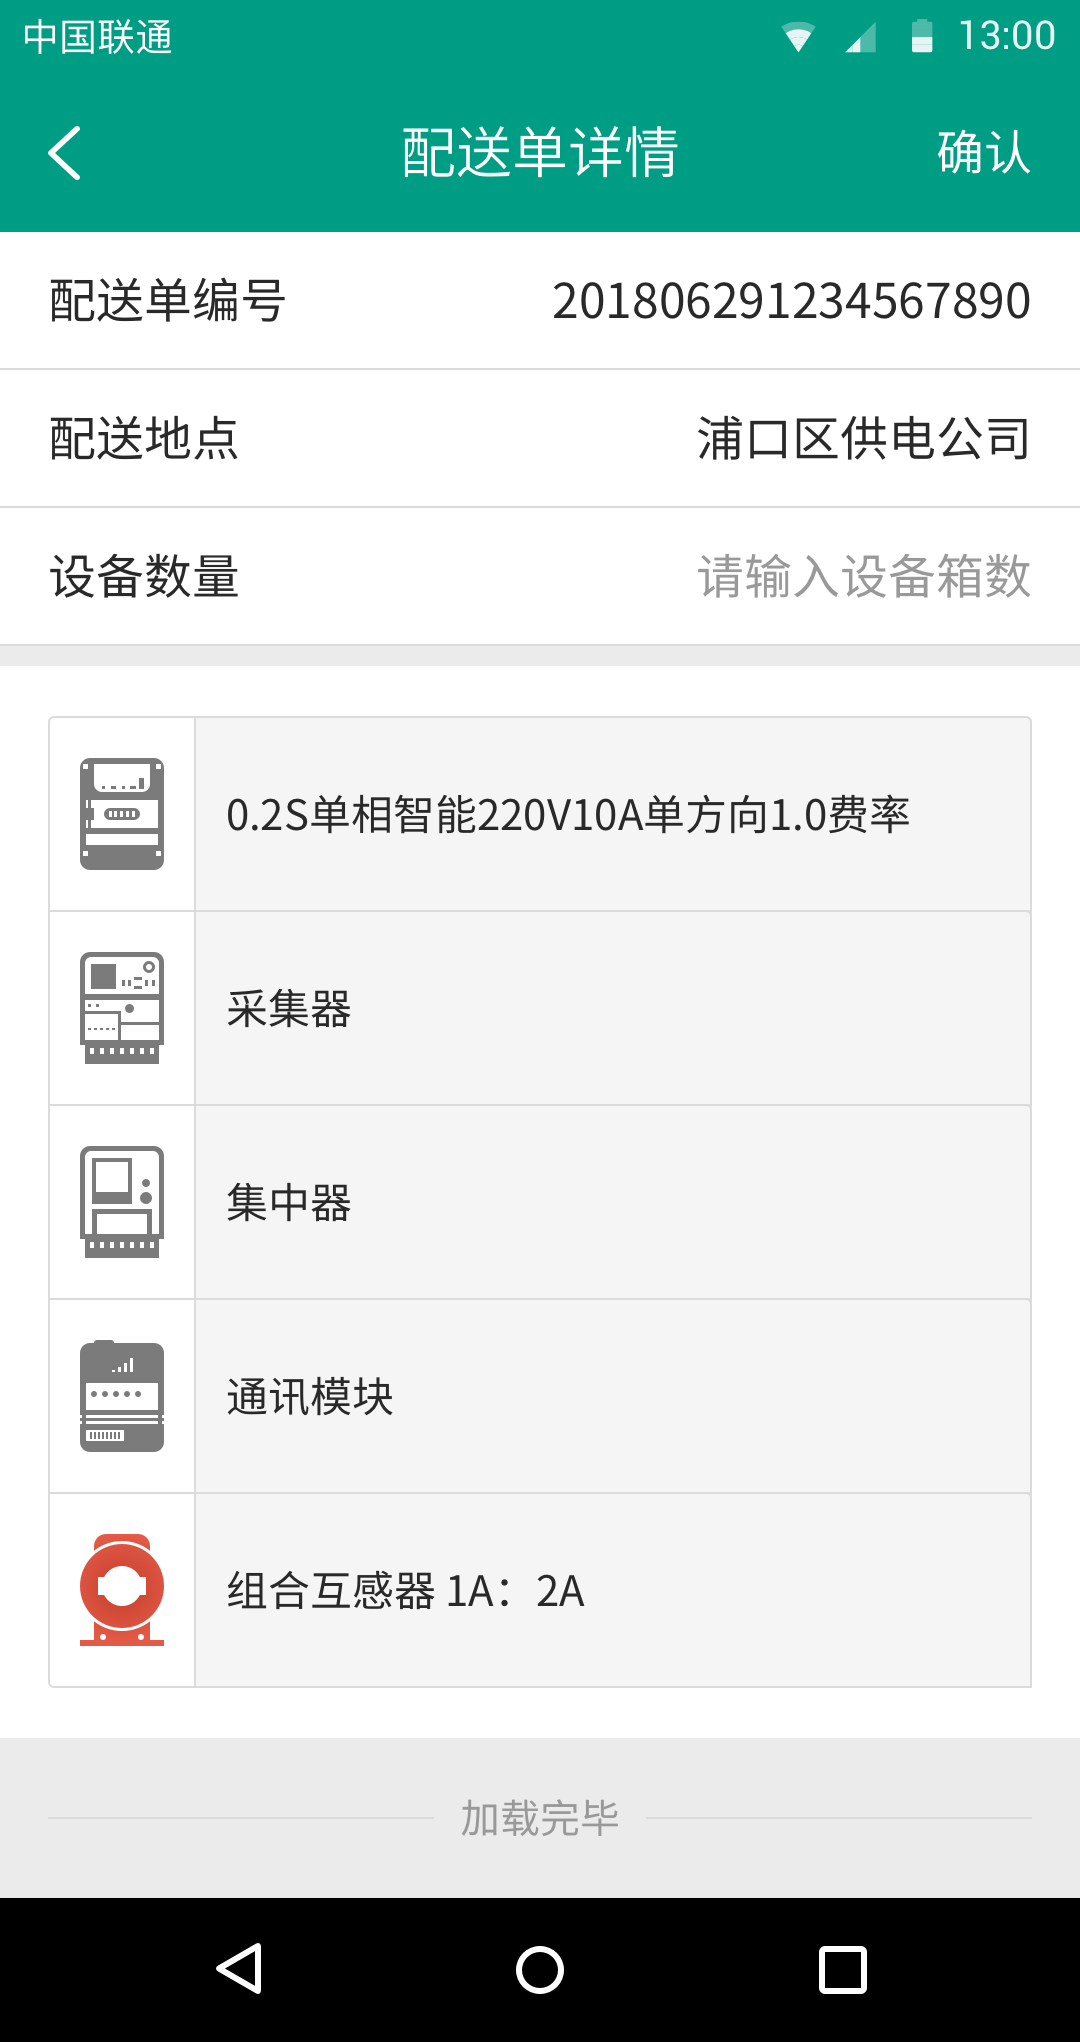 中国联通 13:00
配送单详情 确认
配送单编号 201806291234567890
配送地点 浦口区供电公司
设备数量 请输入设备箱数
0.2S单相智能220V10A单方向1.0费率
采集器
集中器
通讯模块
组合互感器 1A：2A
加载完毕